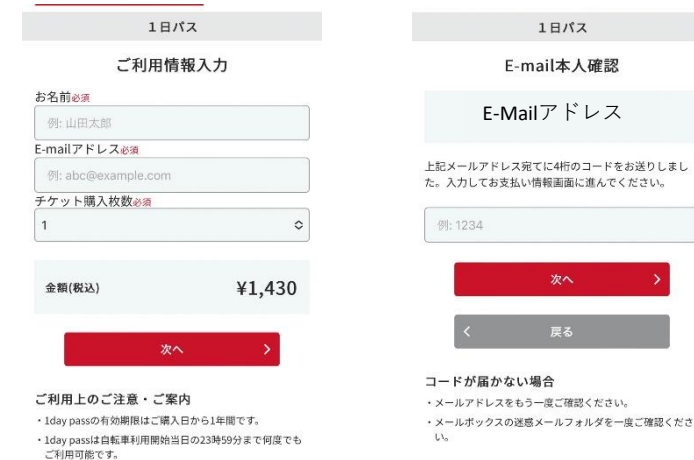 1日パス
ご利用情報入力
お名前必須
例: 山田太郎
E-mailアドレス必須
例: abc@example.com
チケット購入枚数必須
1
金額(税込)
¥1,430
次へ
ご利用上のご注意・ご案内
・1day passの有効期限はご購入日から1年間です。
・1day passは自転車利用開始当日の23時59分まで何度でも
ご利用可能です。
1日パス
E-mail本人確認
E-Mailアドレス
上記メールアドレス宛てに4桁のコードをお送りしまし
た。入力してお支払い情報画面に進んでください。
例: 1234
次へ
戻る
コードが届かない場合
・メールアドレスをもう一度ご確認ください。
・メールボックスの迷惑メールフォルダを一度ご確認くださ
い。